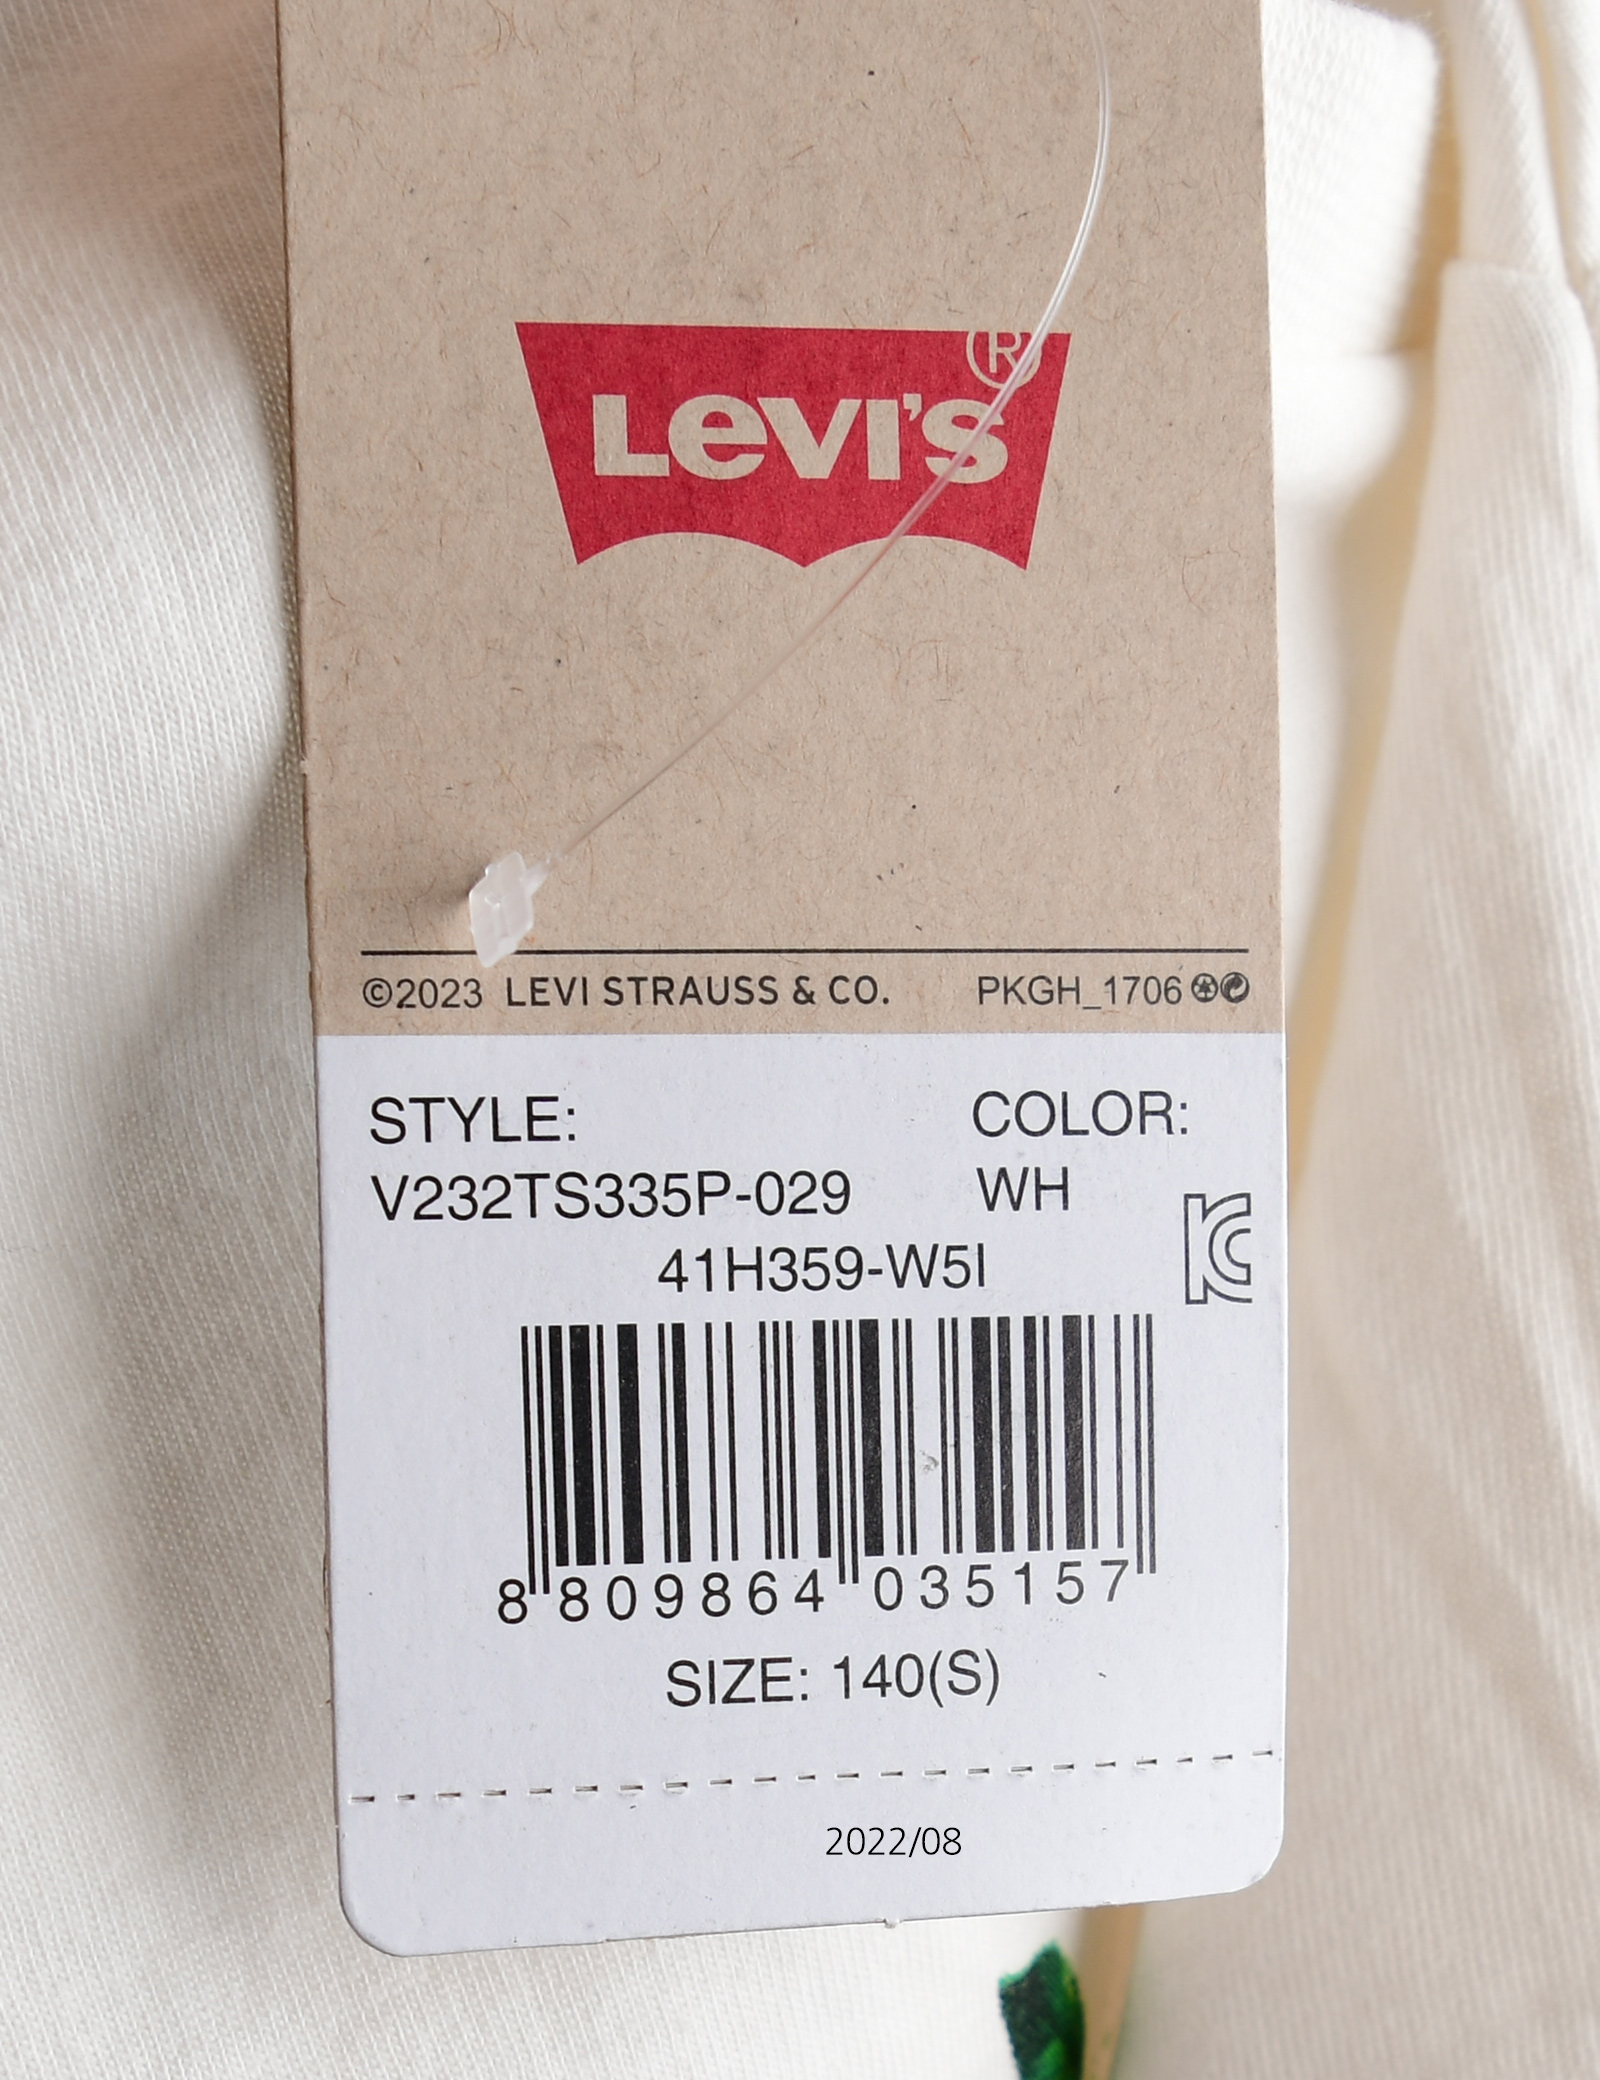 LEVI'S®
©2023 LEVI STRAUSS & CO. PKGH_1706
STYLE: COLOR:
V232TS335P-029 WH
41H359-W5I
8 809864 035157
SIZE: 140(S)
2022/08